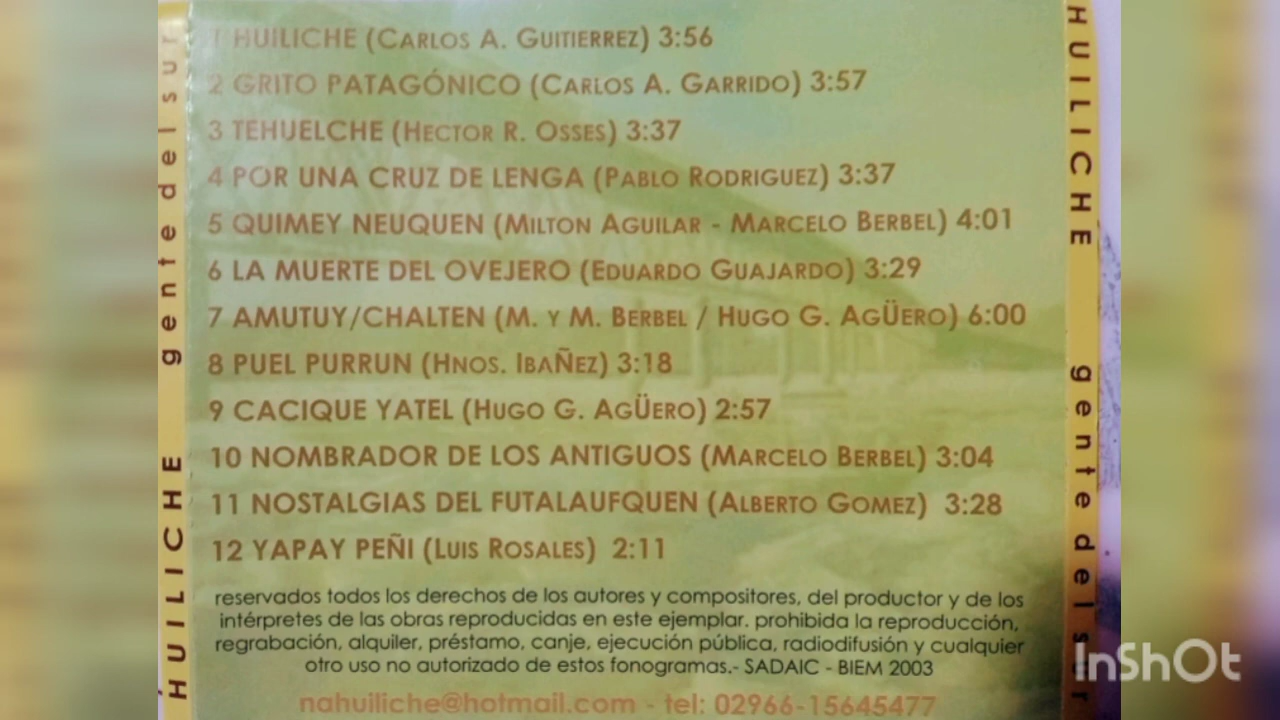 1 HUILICHE (CARLOS A. GUITIERREZ) 3:56
2 GRITO PATAGÓNICO (CARLOS A. GARRIDO) 3:57
3 TEHUELCHE (HECTOR R. OSSES) 3:37
4 POR UNA CRUZ DE LENGA (PABLO RODRIGUEZ) 3:37
5 QUIMEY NEUQUEN (MILTON AGUILAR - MARCELO BERBEL) 4:01
6 LA MUERTE DEL OVEJERO (EDUARDO GUAJARDO) 3:29
7 AMUTUY/CHALTEN (M. Y M. BERBEL / HUGO G. AGÜERO) 6:00
8 PUEL PURRUN (HNOS. IBAÑEZ) 3:18
9 CACIQUE YATEL (HUGO G. AGÜERO) 2:57
10 NOMBRADOR DE LOS ANTIGUOS (MARCELO BERBEL) 3:04
11 NOSTALGIAS DEL FUTALAUFQUEN (ALBERTO GOMEZ) 3:28
12 YAPAY PEÑI (LUIS ROSALES) 2:11
reservados todos los derechos de los autores y compositores, del productor y de los
intérpretes de las obras reproducidas en este ejemplar. prohibida la reproducción,
regrabación, alquiler, préstamo, canje, ejecución pública, radiodifusión y cualquier
otro uso no autorizado de estos fonogramas.- SADAIC - BIEM 2003
nahuiliche@hotmail.com - tel: 02966-15645477
HUILICHE gente del sur
HUILICHE gente del sur
InShOt